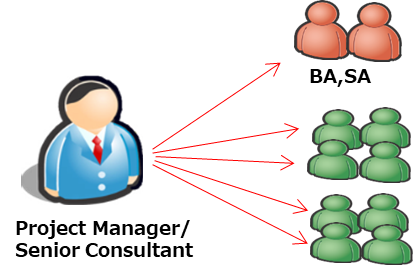 BA,SA
Project Manager/
Senior Consultant